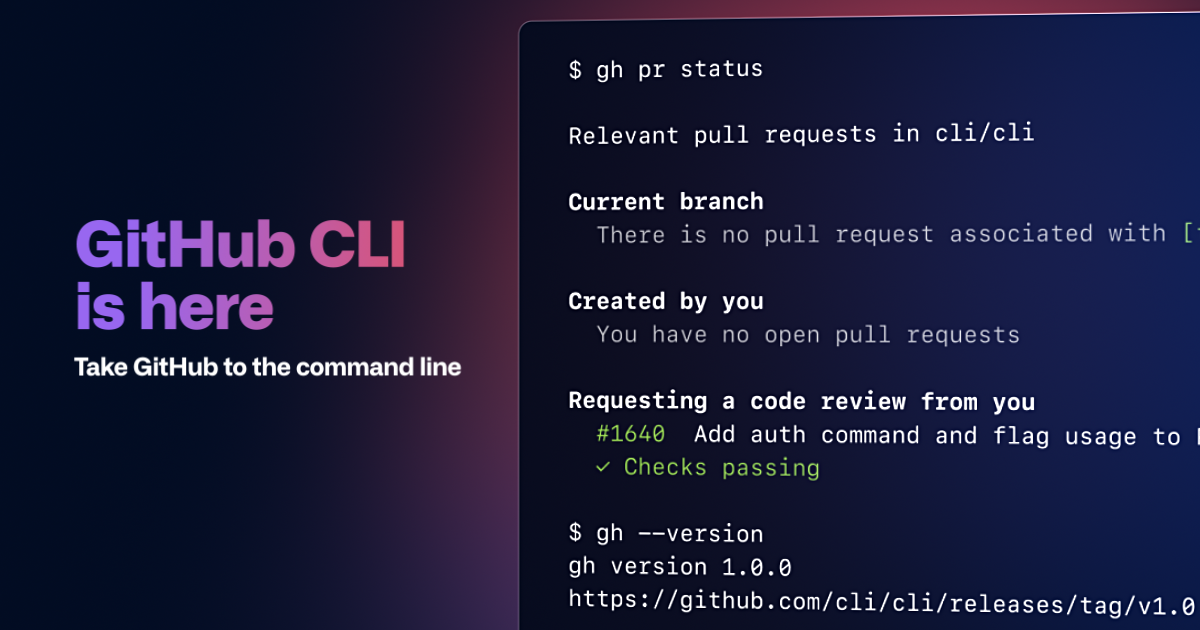 GitHub CLI
is here
Take GitHub to the command line
$ gh pr status
Relevant pull requests in cli/cli
Current branch
There is no pull request associated with [
Created by you
You have no open pull requests
Requesting a code review from you
#1640 Add auth command and flag usage to
✓ Checks passing
$ gh --version
gh version 1.0.0
https://github.com/cli/cli/releases/tag/v1.0